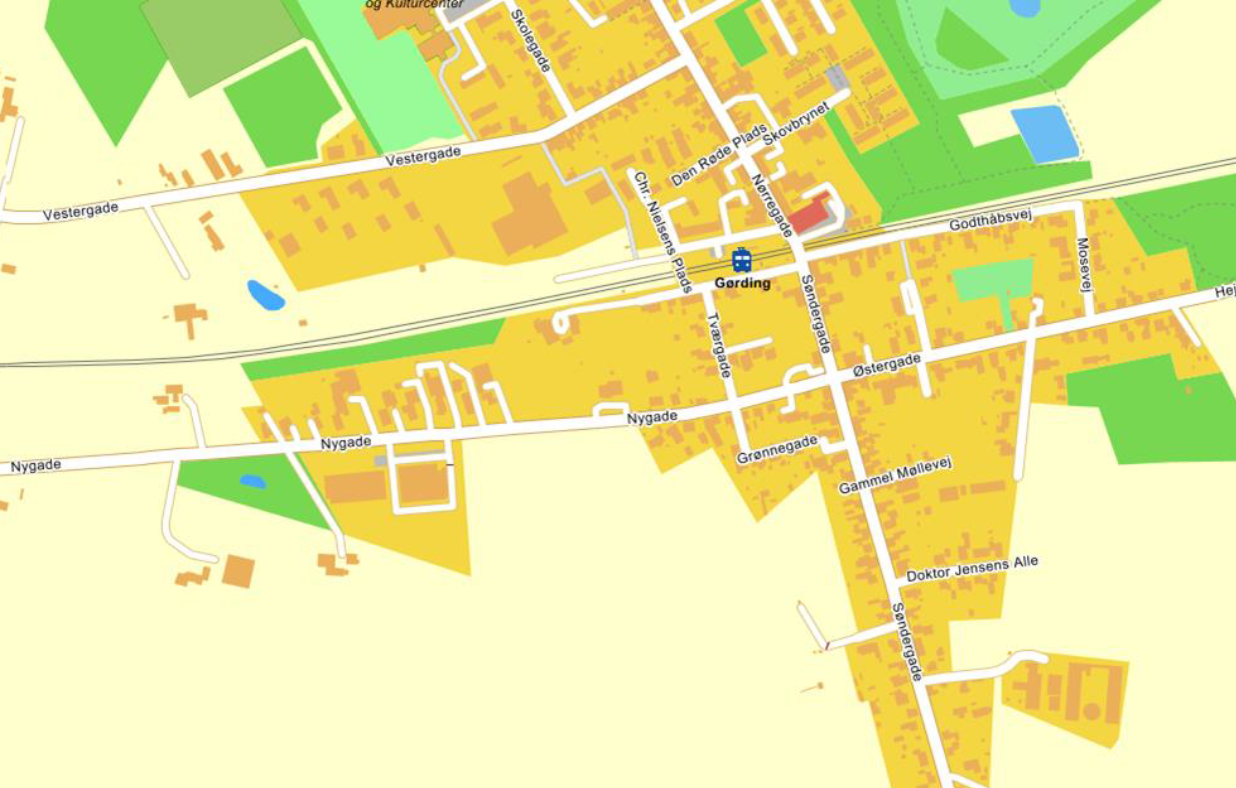 og Kulturcenter
Skolegade
Vestergade
Vestergade
Den Røde Plads
Skovbrynet
Chr. Nielsens Plads
Nørregade
Godthåbsvej
Mosevej
Gørding
Søndergade
Hej
Tværgade
Østergade
Nygade
Nygade
Nygade
Grønnegade
Gammel Møllevej
Doktor Jensens Alle
Søndergade